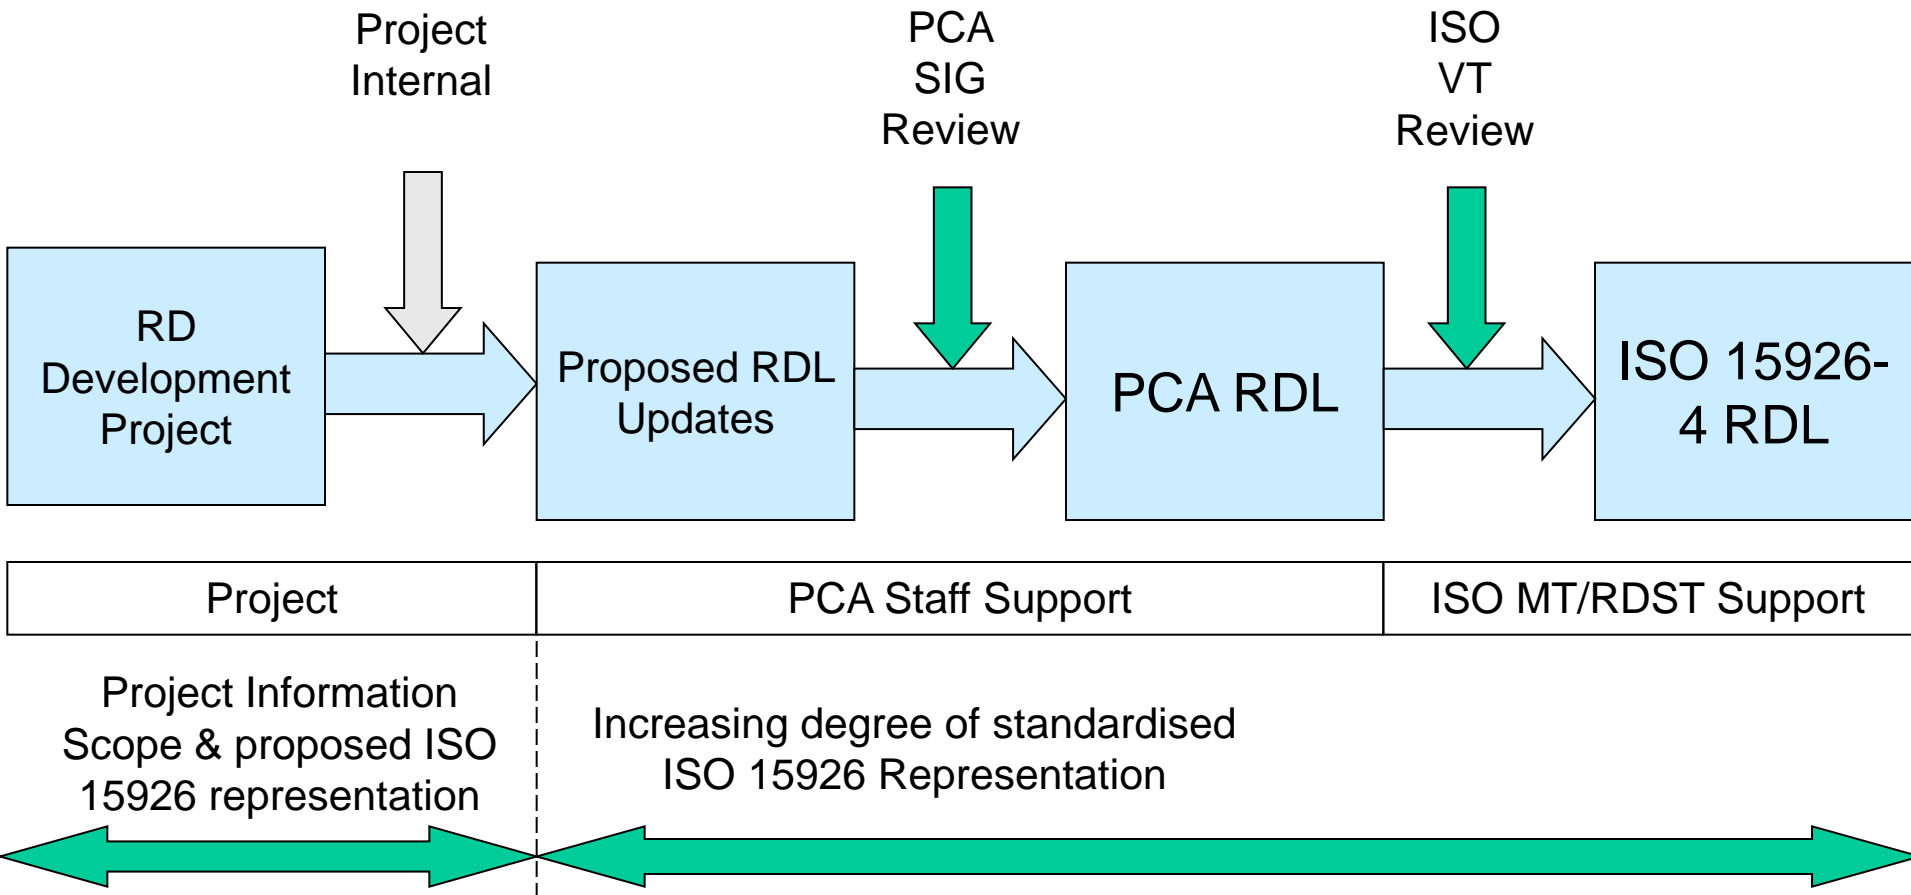 Project
Internal
PCA
SIG
Review
ISO
VT
Review
RD
Development
Project
Proposed RDL
Updates
PCA RDL
ISO 15926-
4 RDL
Project
PCA Staff Support
ISO MT/RDST Support
Project Information
Scope & proposed ISO
15926 representation
Increasing degree of standardised
ISO 15926 Representation